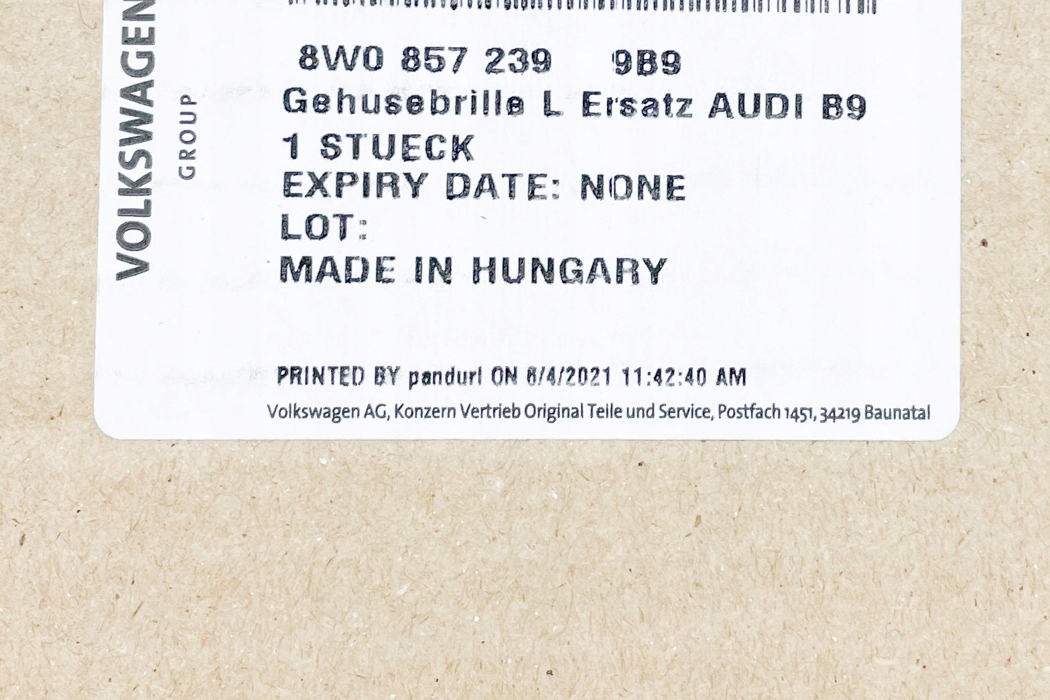 VOLKSWAGEN
GROUP
8W0 857 239 9B9
Gehusebrille L Ersatz AUDI B9
1 STUECK
EXPIRY DATE: NONE
LOT:
MADE IN HUNGARY
PRINTED BY pandurl ON 6/4/2021 11:42:40 AM
Volkswagen AG, Konzern Vertrieb Original Teile und Service, Postfach 1451, 34219 Baunatal